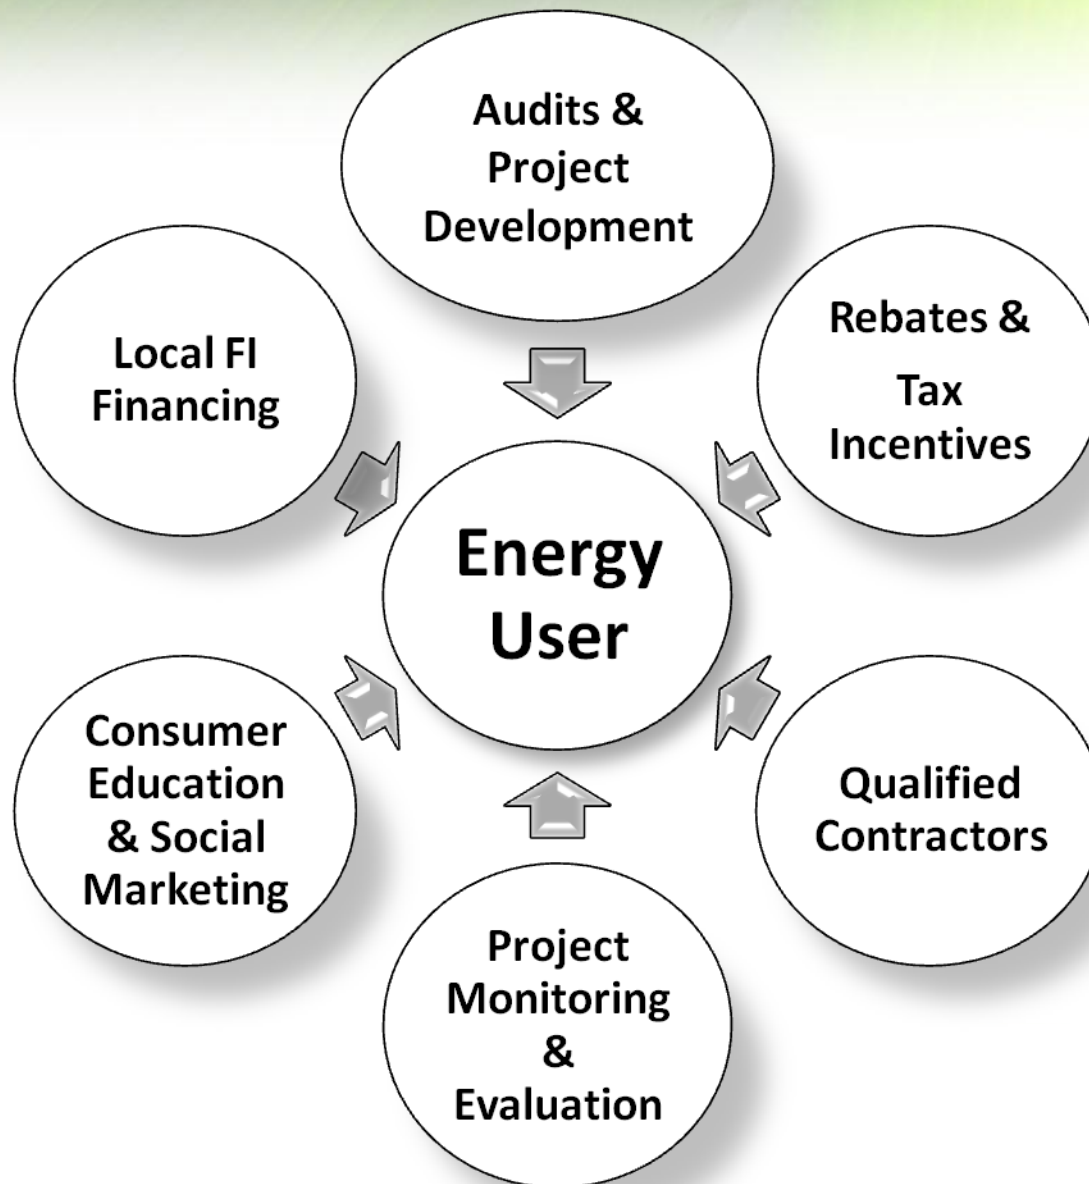 Audits &
Project
Development
Rebates &
Tax
Incentives
Local FI
Financing
Energy
User
Consumer
Education
& Social
Marketing
Qualified
Contractors
Project
Monitoring
&
Evaluation